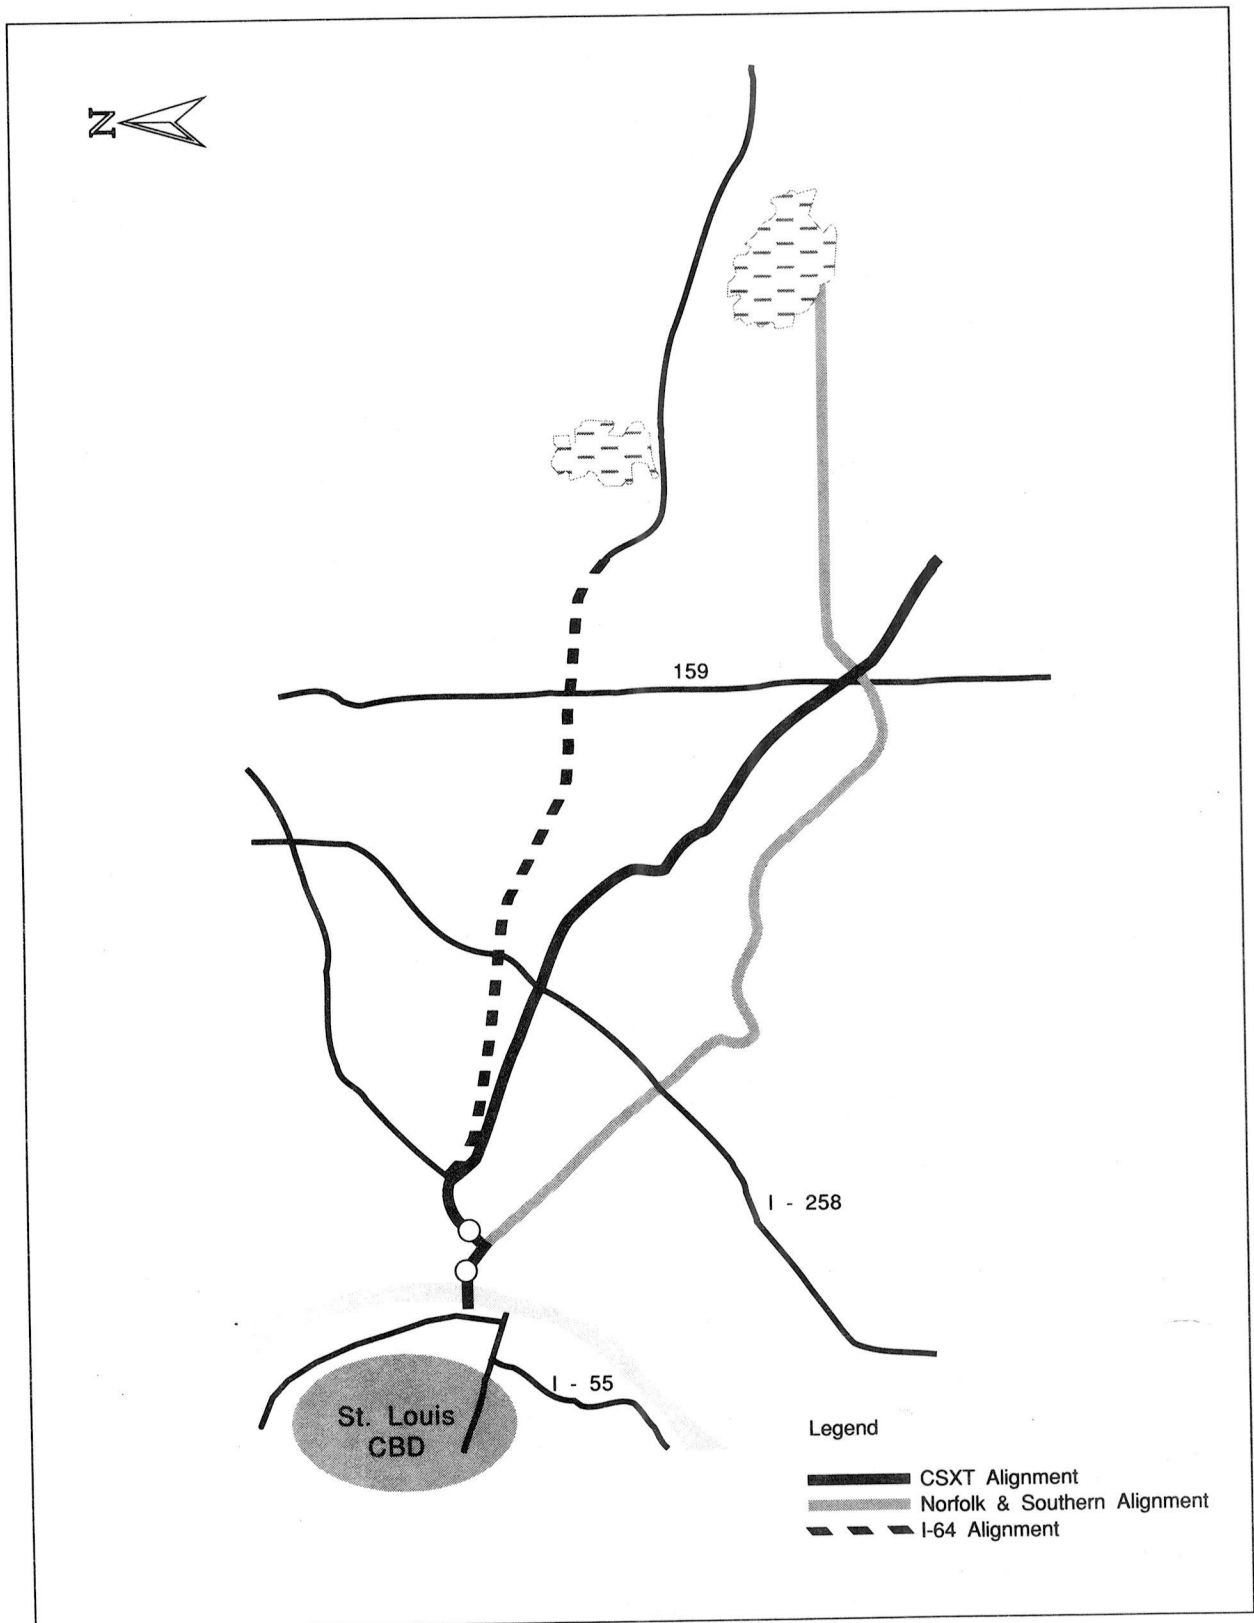 N
159
I - 258
I - 55
St. Louis
CBD
Legend
CSXT Alignment
Norfolk & Southern Alignment
I-64 Alignment